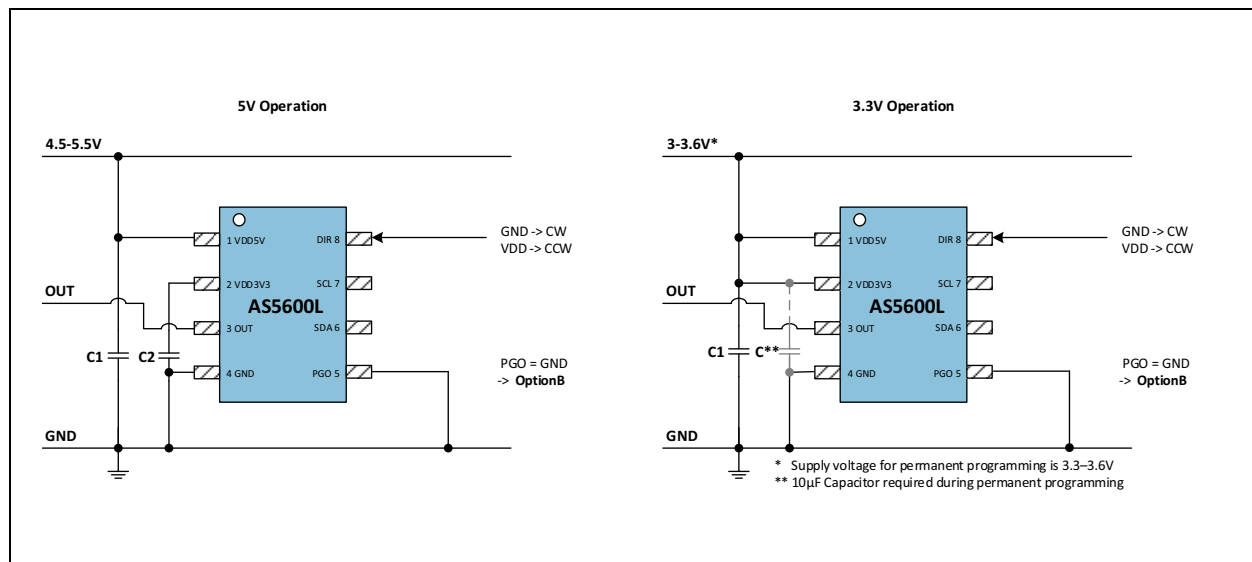 5V Operation
4.5-5.5V
1 VDD5V
DIR 8
GND -> CW
VDD -> CCW
2 VDD3V3
SCL 7
OUT
AS5600L
3 OUT
SDA 6
C1
C2
4 GND
PGO 5
PGO = GND
-> OptionB
GND
3.3V Operation
3-3.6V*
1 VDD5V
DIR 8
GND -> CW
VDD -> CCW
2 VDD3V3
SCL 7
OUT
AS5600L
3 OUT
SDA 6
C1
C**
4 GND
PGO 5
PGO = GND
-> OptionB
GND
* Supply voltage for permanent programming is 3.3–3.6V
** 10µF Capacitor required during permanent programming